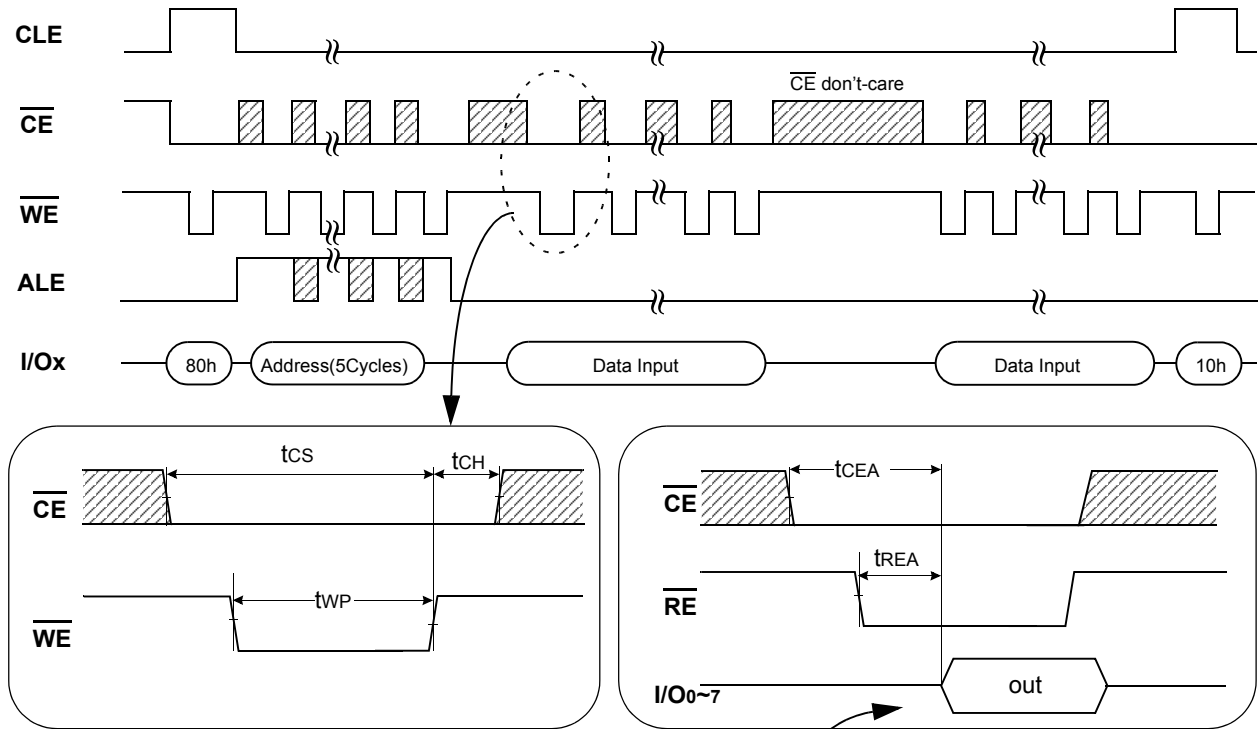 CLE
CE don't-care
CE
WE
ALE
I/Ox 80h Address(5Cycles) Data Input Data Input 10h
tCS tCH
CE
tWP
WE
tCEA
CE
tREA
RE
I/O0~7 out